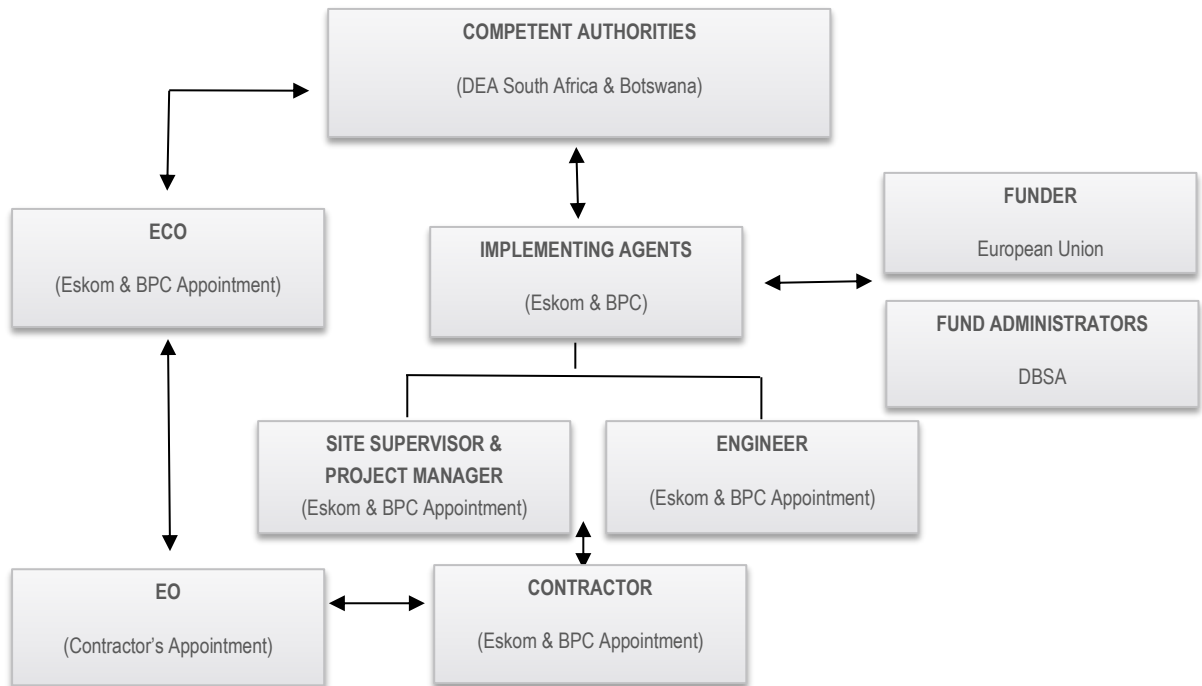 COMPETENT AUTHORITIES
(DEA South Africa & Botswana)
FUNDER
European Union
ECO
(Eskom & BPC Appointment)
IMPLEMENTING AGENTS
(Eskom & BPC)
FUND ADMINISTRATORS
DBSA
SITE SUPERVISOR &
PROJECT MANAGER
(Eskom & BPC Appointment)
ENGINEER
(Eskom & BPC Appointment)
EO
(Contractor’s Appointment)
CONTRACTOR
(Eskom & BPC Appointment)